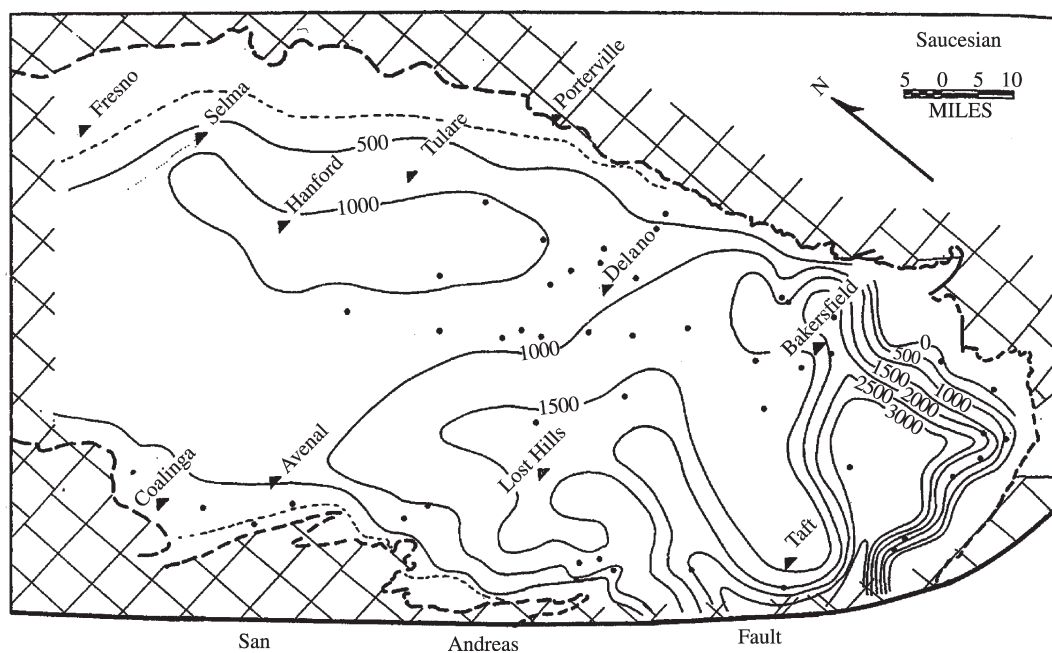 Saucesian
5 0 5 10
MILES
N
Fresno
Selma
Porterville
Tulare
500
Hanford
1000
Delano
Bakersfield
1000
0
500
1500
1000
2000
2500
3000
1500
Avenal
Coalinga
Lost Hills
Taft
San Andreas Fault